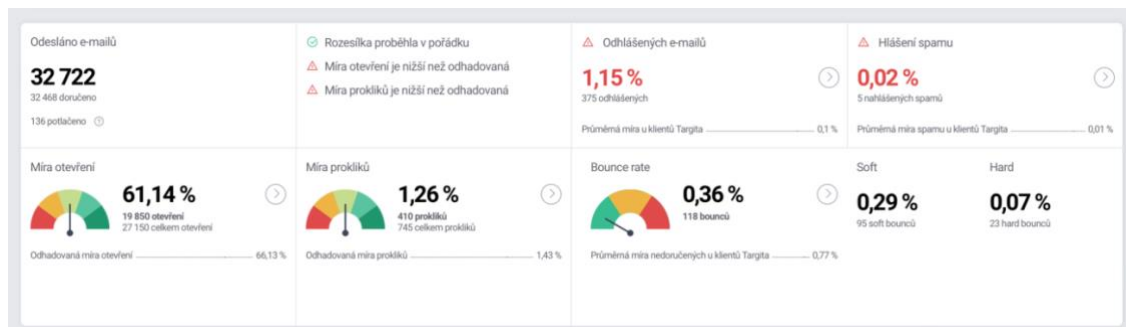 Odesláno e-mailů
32 722
32 468 doručeno
136 potlačeno
Rozesílka proběhla v pořádku
Míra otevření je nižší než odhadovaná
Míra prokliků je nižší než odhadovaná
Odhlášených e-mailů
1,15 %
375 odhlášených
Průměrná míra u klientů Targita 0,1 %
Hlášení spamu
0,02 %
5 nahlášených spamů
Průměrná míra spamu u klientů Targita 0,01 %
Míra otevření
61,14 %
19 850 otevření
27 150 celkem otevření
Odhadovaná míra otevření 66,13 %
Míra prokliků
1,26 %
410 prokliků
745 celkem prokliků
Odhadovaná míra prokliků 1,43 %
Bounce rate
0,36 %
118 bounců
Průměrná míra nedoručených u klientů Targita 0,77 %
Soft
0,29 %
95 soft bounců
Hard
0,07 %
23 hard bounců